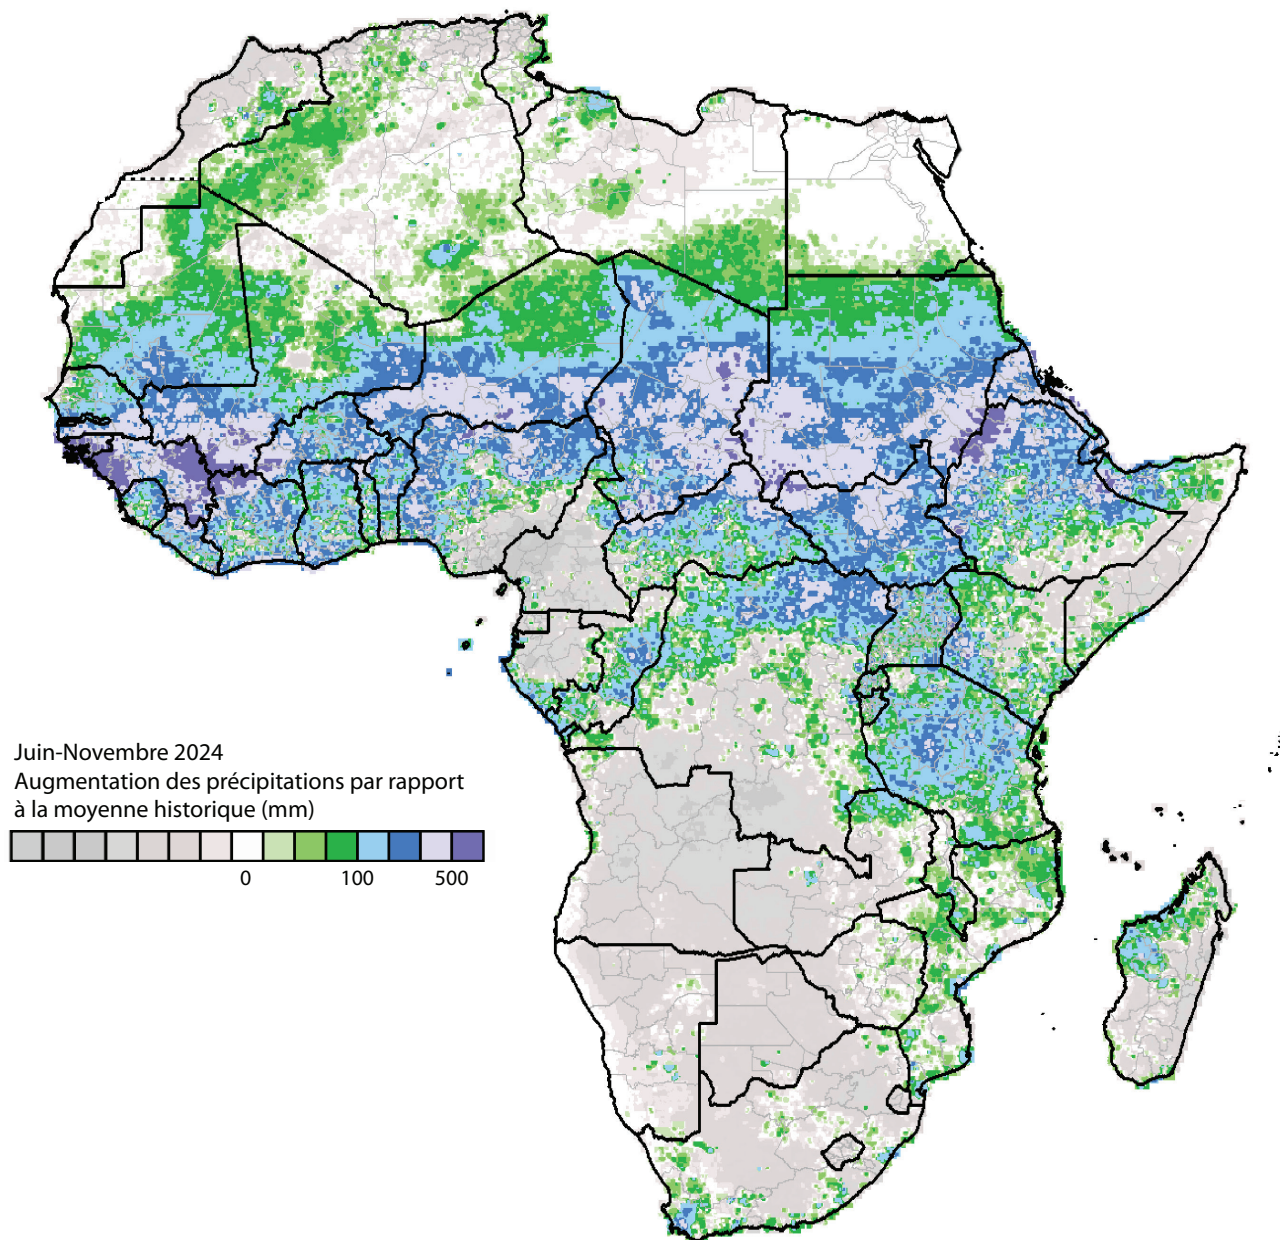 Juin-Novembre 2024
Augmentation des précipitations par rapport
à la moyenne historique (mm)
0 100 500